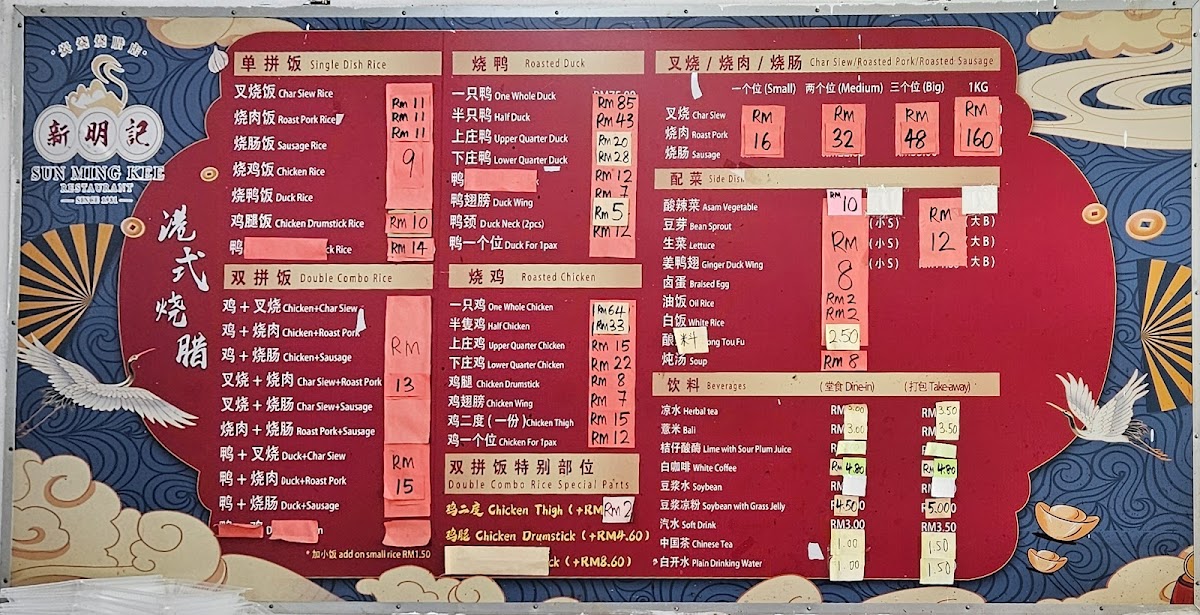 新明記
SUN MING KEE
RESTAURANT
SINCE 1981
港式烧腊
单拼饭 Single Dish Rice
叉烧饭 Char Siew Rice Rm 11
烧肉饭 Roast Pork Rice Rm 11
烧肠饭 Sausage Rice Rm 11
烧鸡饭 Chicken Rice 9
烧鸭饭 Duck Rice
鸡腿饭 Chicken Drumstick Rice Rm 10
鸭 ck Rice Rm 14
双拼饭 Double Combo Rice
鸡 + 叉烧 Chicken+Char Siew
鸡 + 烧肉 Chicken+Roast Pork
鸡 + 烧肠 Chicken+Sausage RM
叉烧 + 烧肉 Char Siew+Roast Pork 13
叉烧 + 烧肠 Char Siew+Sausage
烧肉 + 烧肠 Roast Pork+Sausage
鸭 + 叉烧 Duck+Char Siew RM
鸭 + 烧肉 Duck+Roast Pork 15
鸭 + 烧肠 Duck+Sausage
* 加小饭 add on small rice RM1.50
烧鸭 Roasted Duck
一只鸭 One Whole Duck Rm 85
半只鸭 Half Duck Rm 43
上庄鸭 Upper Quarter Duck Rm 20
下庄鸭 Lower Quarter Duck Rm 28
鸭 Rm 12
鸭翅膀 Duck Wing Rm 7
鸭颈 Duck Neck (2pcs) Rm 5
鸭一个位 Duck For 1pax Rm 12
烧鸡 Roasted Chicken
一只鸡 One Whole Chicken Rm 64
半隻鸡 Half Chicken Rm 33
上庄鸡 Upper Quarter Chicken Rm 15
下庄鸡 Lower Quarter Chicken Rm 22
鸡腿 Chicken Drumstick Rm 8
鸡翅膀 Chicken Wing Rm 7
鸡二度 (一份) Chicken Thigh Rm 15
鸡一个位 Chicken For 1pax Rm 12
双拼饭特别部位
Double Combo Rice Special Parts
鸡二度 Chicken Thigh (+RM Rm 2
鸡腿 Chicken Drumstick (+RM4.60)
ck (+RM8.60)
叉烧 / 烧肉 / 烧肠 Char Siew/Roasted Pork/Roasted Sausage
一个位 (Small) 两个位 (Medium) 三个位 (Big) 1KG
叉烧 Char Siew
烧肉 Roast Pork
烧肠 Sausage
RM 16 RM 32 RM 48 RM 160
配菜 Side Dish
酸辣菜 Asam Vegetable Rm 10
豆芽 Bean Sprout (小S) (大B)
生菜 Lettuce RM 8 (小S) RM 12 (大B)
姜鸭翅 Ginger Duck Wing (小S) (大B)
卤蛋 Braised Egg
油饭 Oil Rice Rm 2
白饭 White Rice Rm 2
酿料 ong Tou Fu 2.50
炖汤 Soup Rm 8
饮料 Beverages (堂食 Dine-in) (打包 Take-away)
凉水 Herbal tea RM 3.00 RM 3.50
薏米 Bali RM 3.00 RM 3.50
桔仔酸酶 Lime with Sour Plum Juice
白咖啡 White Coffee RM 4.80 RM 4.80
豆浆水 Soybean
豆浆凉粉 Soybean with Grass Jelly 4.50 5.00
汽水 Soft Drink RM3.00 RM3.50
中国茶 Chinese Tea 1.00 1.50
白开水 Plain Drinking Water 1.00 1.50